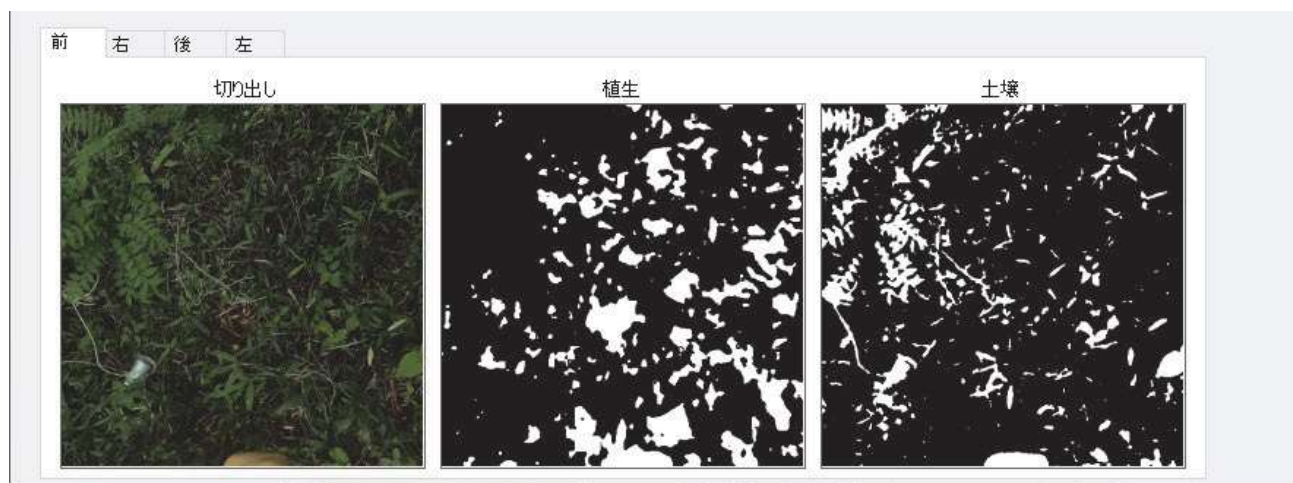 前 右 後 左
切り出し 植生 土壌